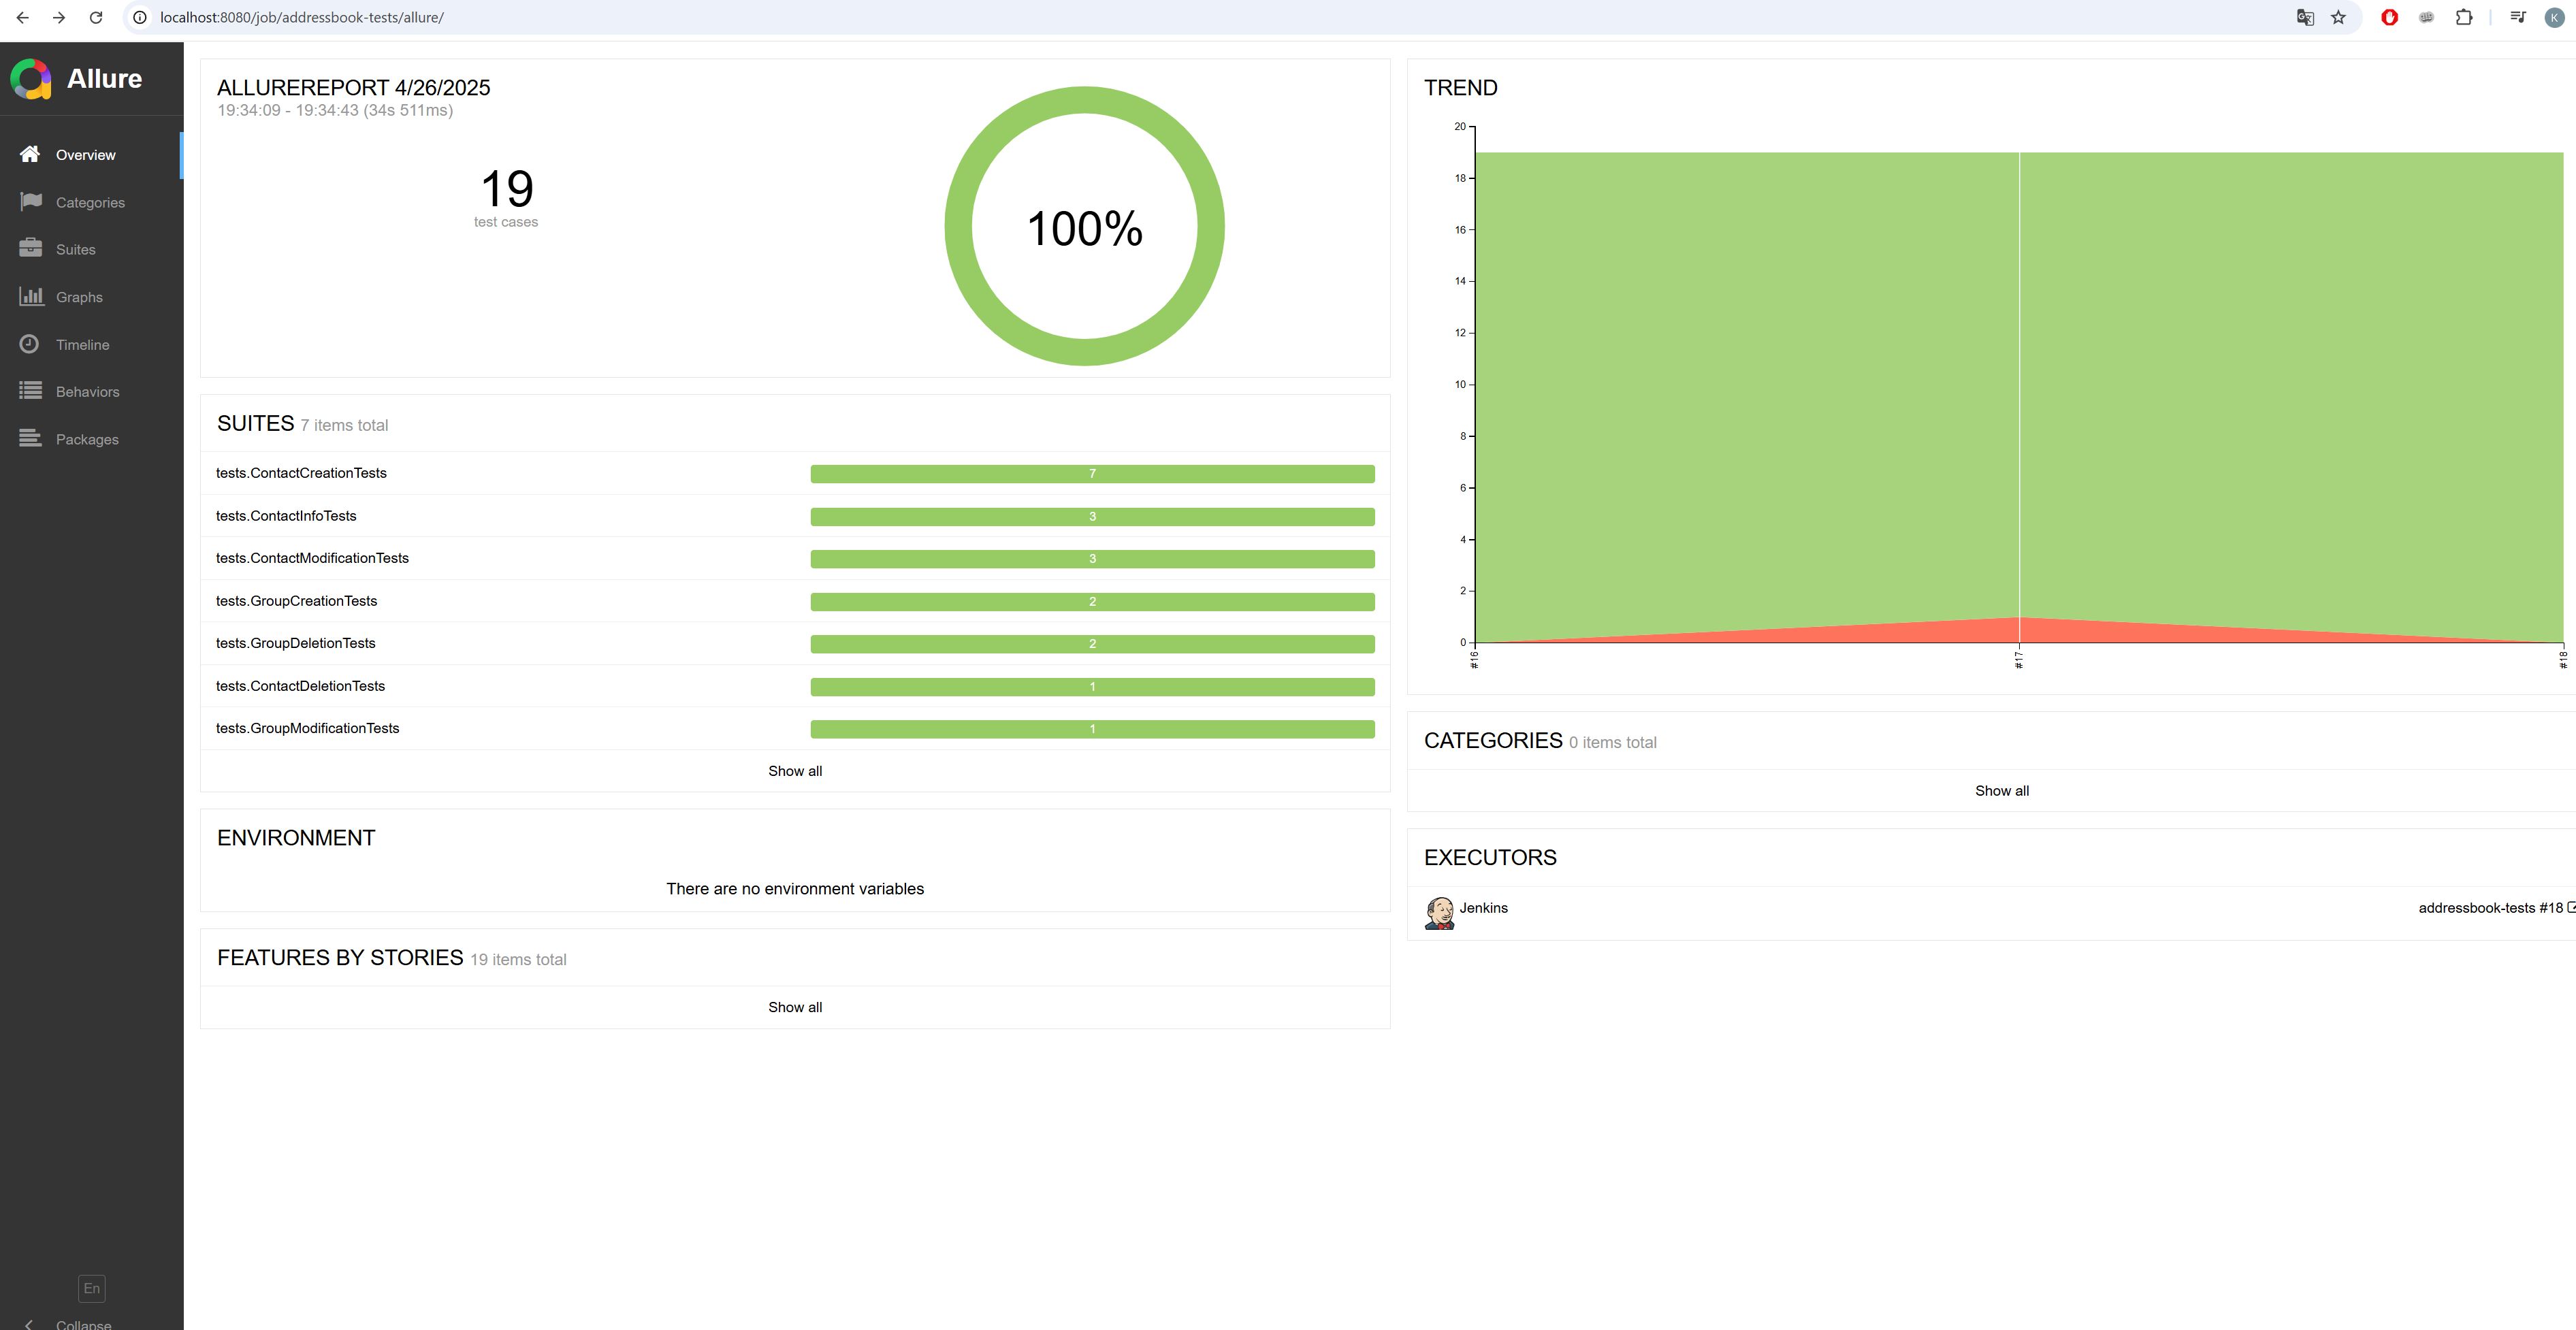 localhost:8080/job/addressbook-tests/allure/
K
Allure
Overview
Categories
Suites
Graphs
Timeline
Behaviors
Packages
En
Collapse
ALLUREREPORT 4/26/2025
19:34:09 - 19:34:43 (34s 511ms)
19
test cases
100%
SUITES 7 items total
tests.ContactCreationTests 7
tests.ContactInfoTests 3
tests.ContactModificationTests 3
tests.GroupCreationTests 2
tests.GroupDeletionTests 2
tests.ContactDeletionTests 1
tests.GroupModificationTests 1
Show all
ENVIRONMENT
There are no environment variables
FEATURES BY STORIES 19 items total
Show all
TREND
20
18
16
14
12
10
8
6
4
2
0
#16
#17
#18
CATEGORIES 0 items total
Show all
EXECUTORS
Jenkins addressbook-tests #18